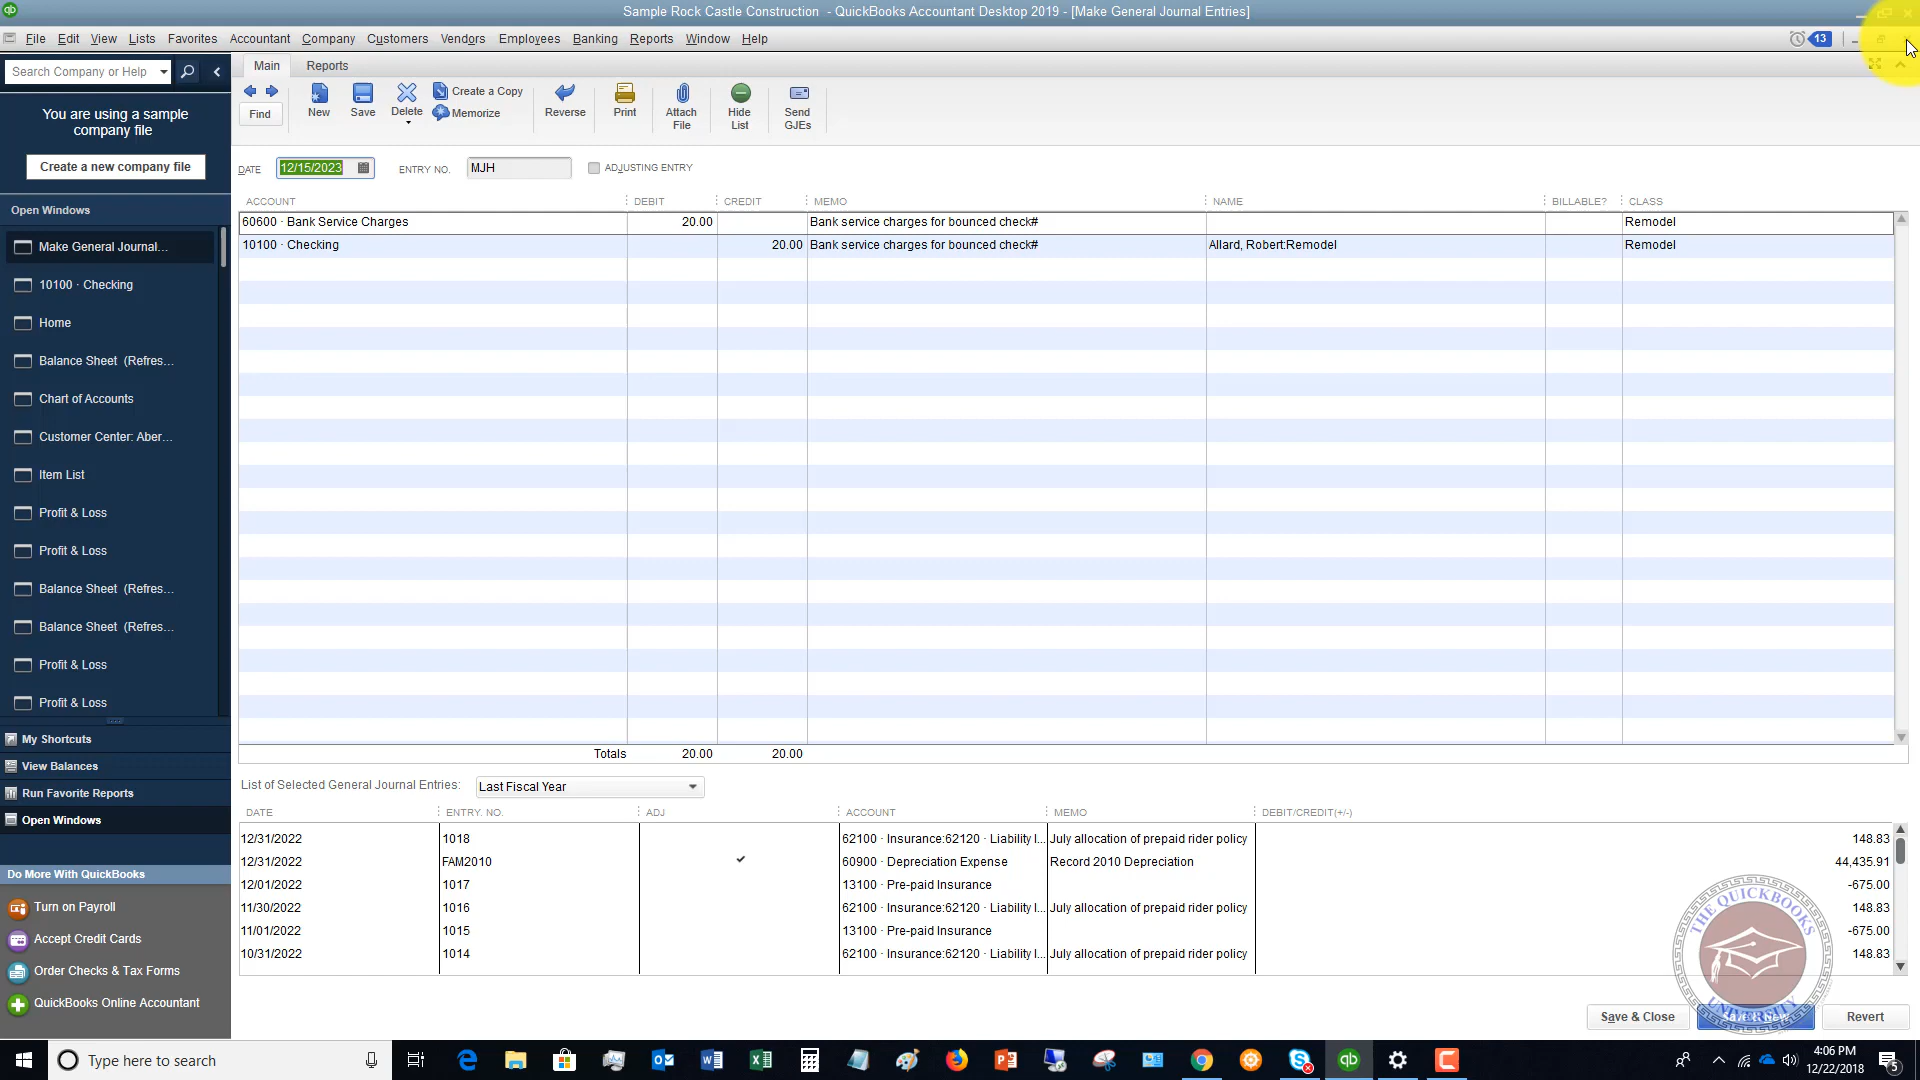 Sample Rock Castle Construction - QuickBooks Accountant Desktop 2019 - [Make General Journal Entries]
File Edit View Lists Favorites Accountant Company Customers Vendors Employees Banking Reports Window Help
13
Search Company or Help
You are using a sample
company file
Create a new company file
Open Windows
Make General Journal...
10100 · Checking
Home
Balance Sheet (Refres...
Chart of Accounts
Customer Center: Aber...
Item List
Profit & Loss
Profit & Loss
Balance Sheet (Refres...
Balance Sheet (Refres...
Profit & Loss
Profit & Loss
My Shortcuts
View Balances
Run Favorite Reports
Open Windows
Do More With QuickBooks
Turn on Payroll
Accept Credit Cards
Order Checks & Tax Forms
QuickBooks Online Accountant
Main Reports
Find
New
Save
Delete
Create a Copy
Memorize
Reverse
Print
Attach
File
Hide
List
Send
GJEs
DATE 12/15/2023 ENTRY NO. MJH ADJUSTING ENTRY
ACCOUNT DEBIT CREDIT MEMO NAME BILLABLE? CLASS
60600 · Bank Service Charges 20.00 Bank service charges for bounced check# Remodel
10100 · Checking 20.00 Bank service charges for bounced check# Allard, Robert:Remodel Remodel
Totals 20.00 20.00
List of Selected General Journal Entries: Last Fiscal Year
DATE ENTRY. NO. ADJ ACCOUNT MEMO DEBIT/CREDIT(+/-)
12/31/2022 1018 62100 · Insurance:62120 · Liability I... July allocation of prepaid rider policy 148.83
12/31/2022 FAM2010 ✓ 60900 · Depreciation Expense Record 2010 Depreciation 44,435.91
12/01/2022 1017 13100 · Pre-paid Insurance -675.00
11/30/2022 1016 62100 · Insurance:62120 · Liability I... July allocation of prepaid rider policy 148.83
11/01/2022 1015 13100 · Pre-paid Insurance -675.00
10/31/2022 1014 62100 · Insurance:62120 · Liability I... July allocation of prepaid rider policy 148.83
THE QUICKBOOKS
UNIVERSITY
Save & Close Save & New Revert
Type here to search
4:06 PM
12/22/2018
5